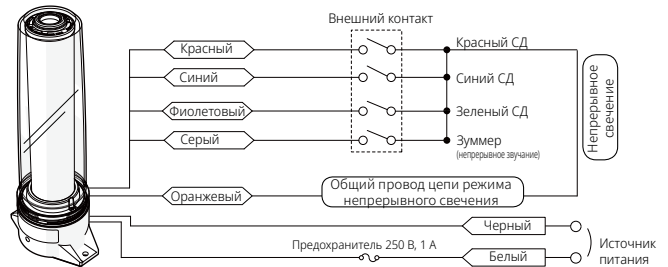 Внешний контакт
Красный
Красный СД
Синий
Синий СД
Фиолетовый
Зеленый СД
Серый
Зуммер
(непрерывное звучание)
Непрерывное
свечение
Оранжевый
Общий провод цепи режима
непрерывного свечения
Черный
Предохранитель 250 В, 1 А
Белый
Источник
питания